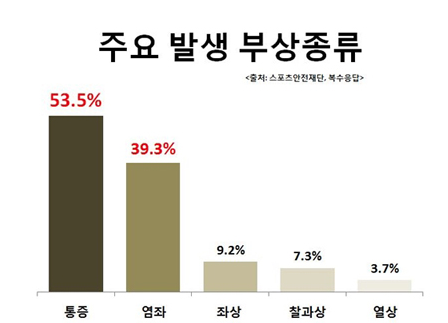 주요 발생 부상종류
<출처: 스포츠안전재단, 복수응답>
53.5%
39.3%
9.2%
7.3%
3.7%
통증 염좌 좌상 찰과상 열상